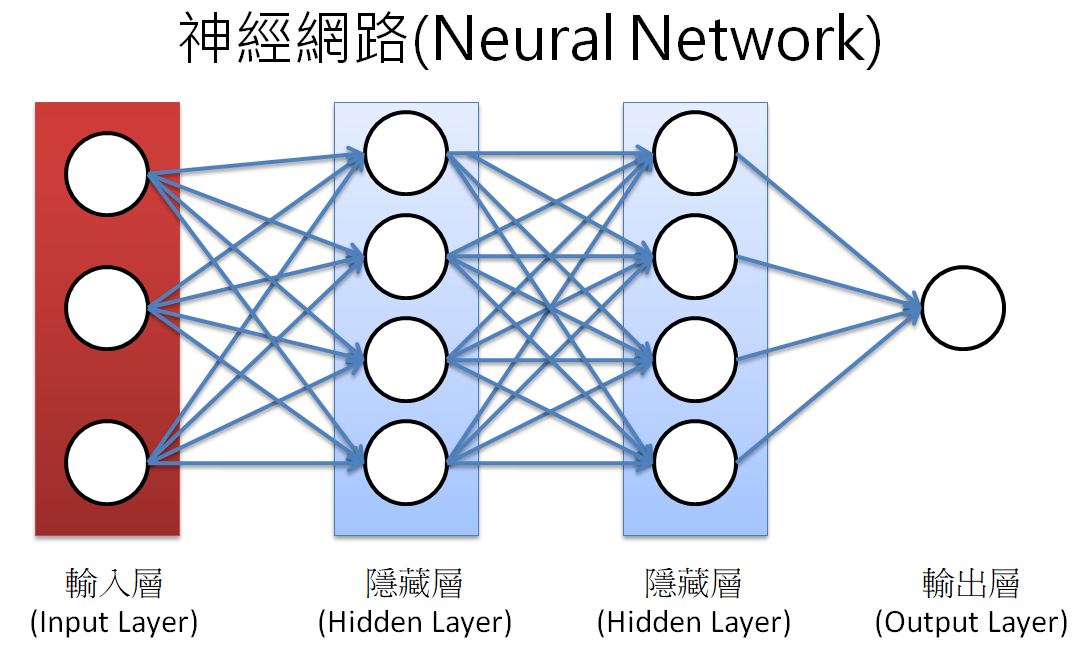 神經網路(Neural Network)
輸入層
(Input Layer)
隱藏層
(Hidden Layer)
隱藏層
(Hidden Layer)
輸出層
(Output Layer)